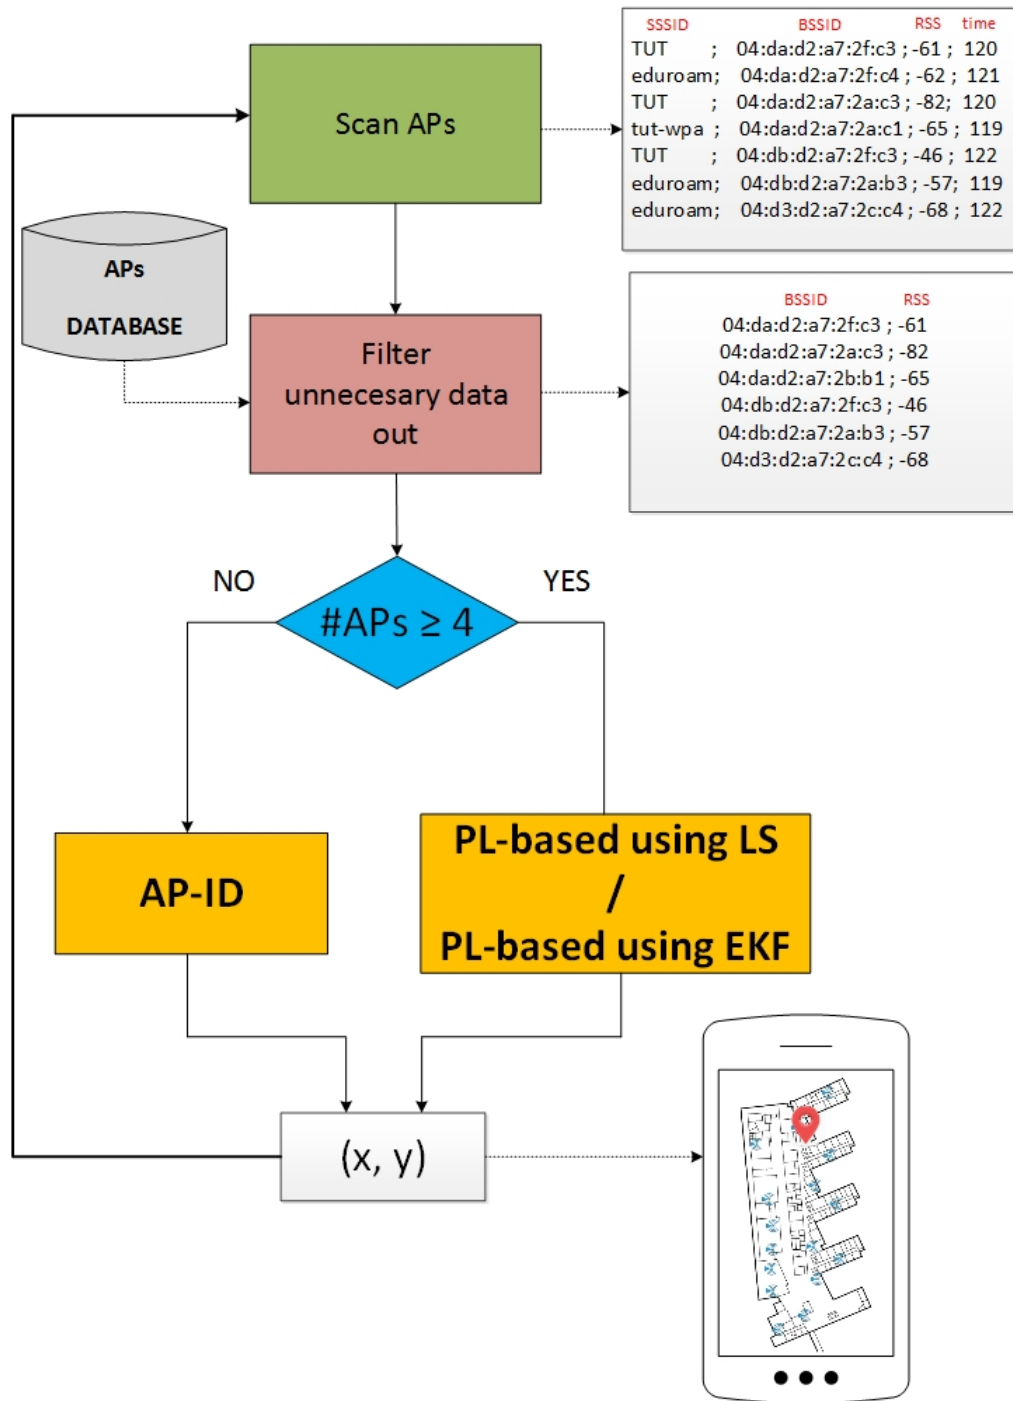 SSSID BSSID RSS time
TUT ; 04:da:d2:a7:2f:c3 ; -61 ; 120
eduroam; 04:da:d2:a7:2f:c4 ; -62 ; 121
TUT ; 04:da:d2:a7:2a:c3 ; -82; 120
tut-wpa ; 04:da:d2:a7:2a:c1 ; -65 ; 119
TUT ; 04:db:d2:a7:2f:c3 ; -46 ; 122
eduroam; 04:db:d2:a7:2a:b3 ; -57; 119
eduroam; 04:d3:d2:a7:2c:c4 ; -68 ; 122
Scan APs
APs
DATABASE
Filter
unnecesary data
out
BSSID RSS
04:da:d2:a7:2f:c3 ; -61
04:da:d2:a7:2a:c3 ; -82
04:da:d2:a7:2b:b1 ; -65
04:db:d2:a7:2f:c3 ; -46
04:db:d2:a7:2a:b3 ; -57
04:d3:d2:a7:2c:c4 ; -68
NO
YES
#APs ≥ 4
AP-ID
PL-based using LS
/
PL-based using EKF
(x, y)